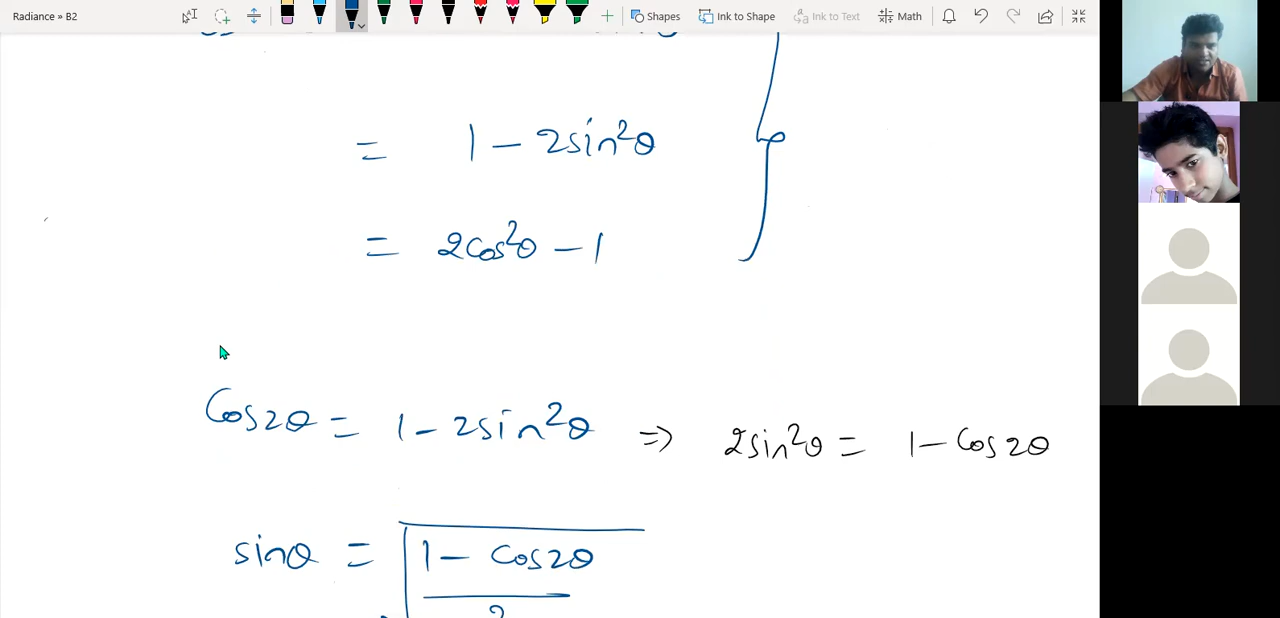 Radiance » B2
Shapes Ink to Shape Ink to Text Math
= 1 - 2sin²θ
= 2cos²θ - 1
Cos2θ = 1 - 2sin²θ ⇒ 2sin²θ = 1 - Cos2θ
sinθ = √(1 - Cos2θ
2